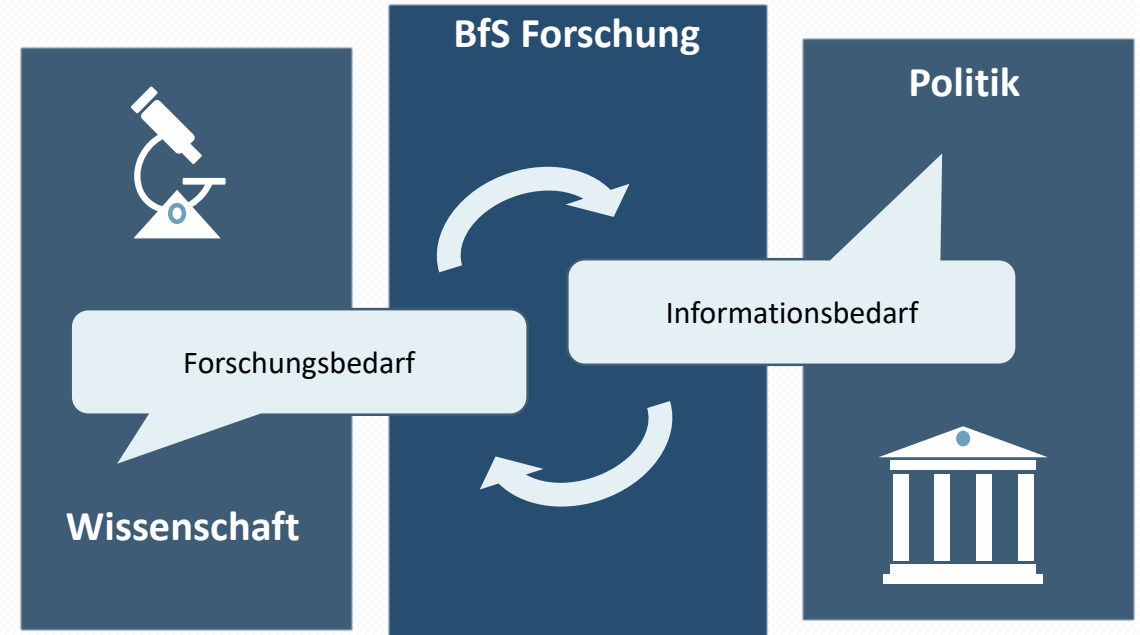 BfS Forschung
Politik
Informationsbedarf
Forschungsbedarf
Wissenschaft